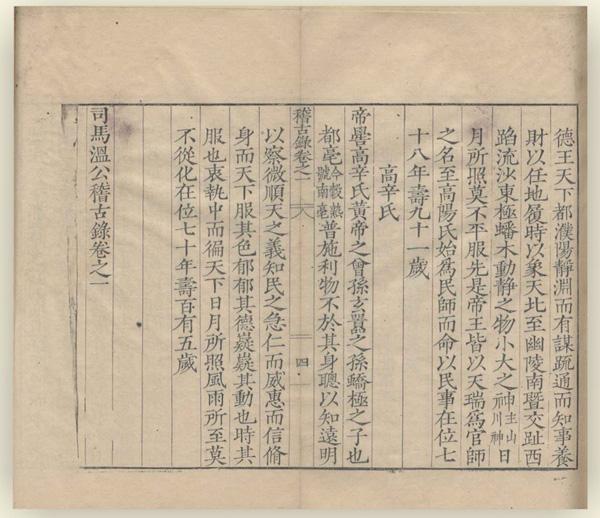 德王天下都濮陽靜淵而有謀疏通而知事養
財以任地履時以象天北至幽陵南暨交趾西
蹈流沙東極蟠木動靜之物小大之神主山川神日
月所照莫不平服先是帝王皆以天瑞爲官師
之名至高陽氏始爲民師而命以民事在位七
十八年壽九十一歲
高辛氏
帝嚳高辛氏黃帝之曾孫玄囂之孫蟜極之子也
都亳今穀熟號南亳普施利物不於其身聰以知遠明
稽古錄卷之一
四
以察微順天之義知民之急仁而威惠而信脩
身而天下服其色郁郁其德嶷嶷其動也時其
服也衷執中而徧天下日月所照風雨所至莫
不從化在位七十年壽百有五歲
司馬溫公稽古錄卷之一